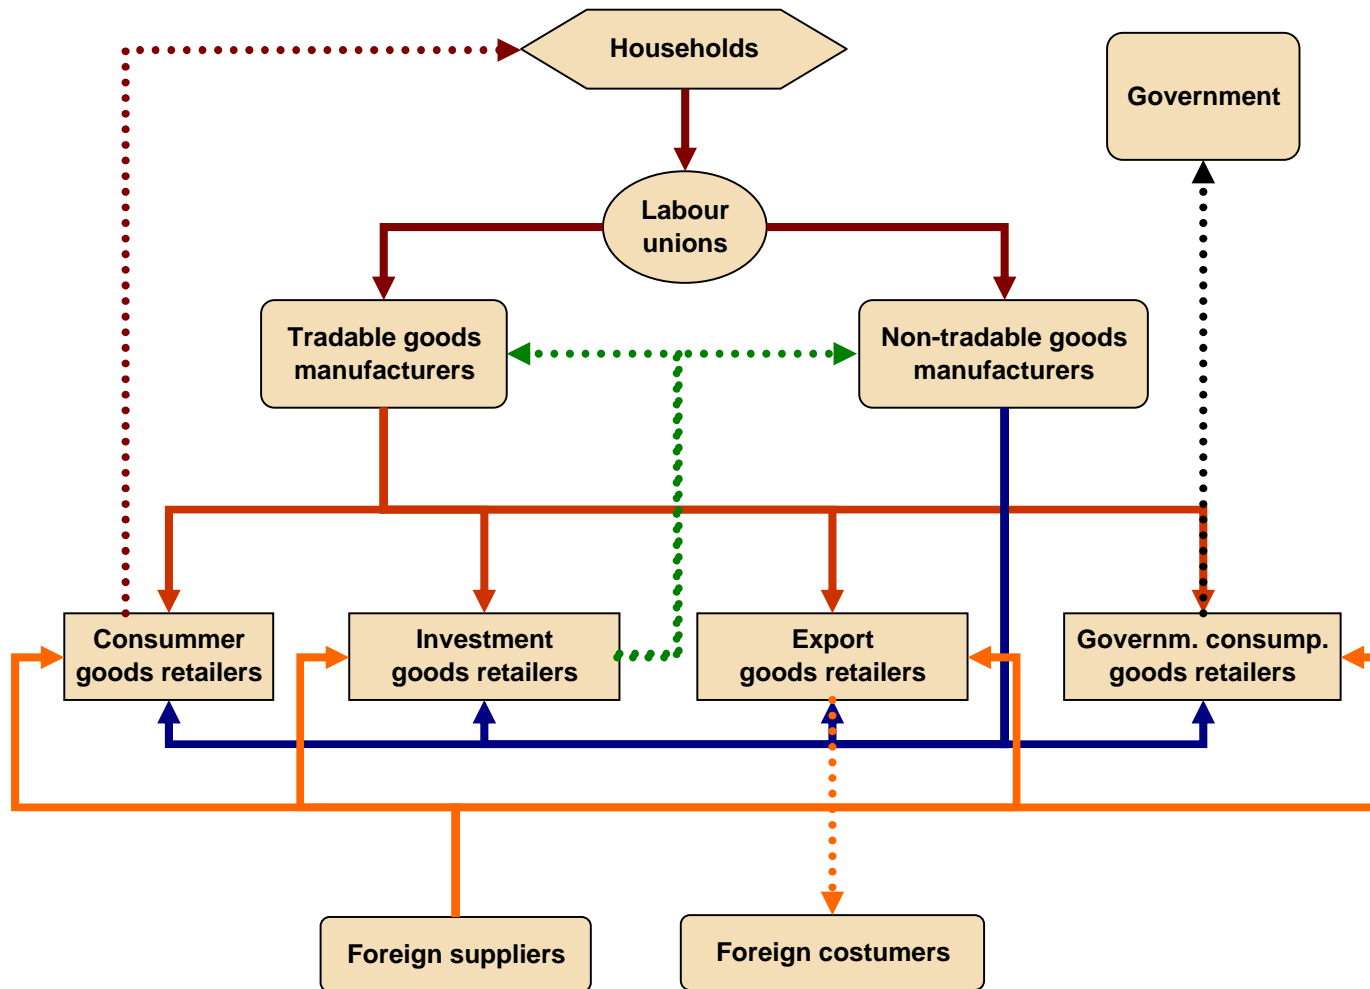 Households
Government
Labour
unions
Tradable goods
manufacturers
Non-tradable goods
manufacturers
Consummer
goods retailers
Investment
goods retailers
Export
goods retailers
Governm. consump.
goods retailers
Foreign suppliers
Foreign costumers